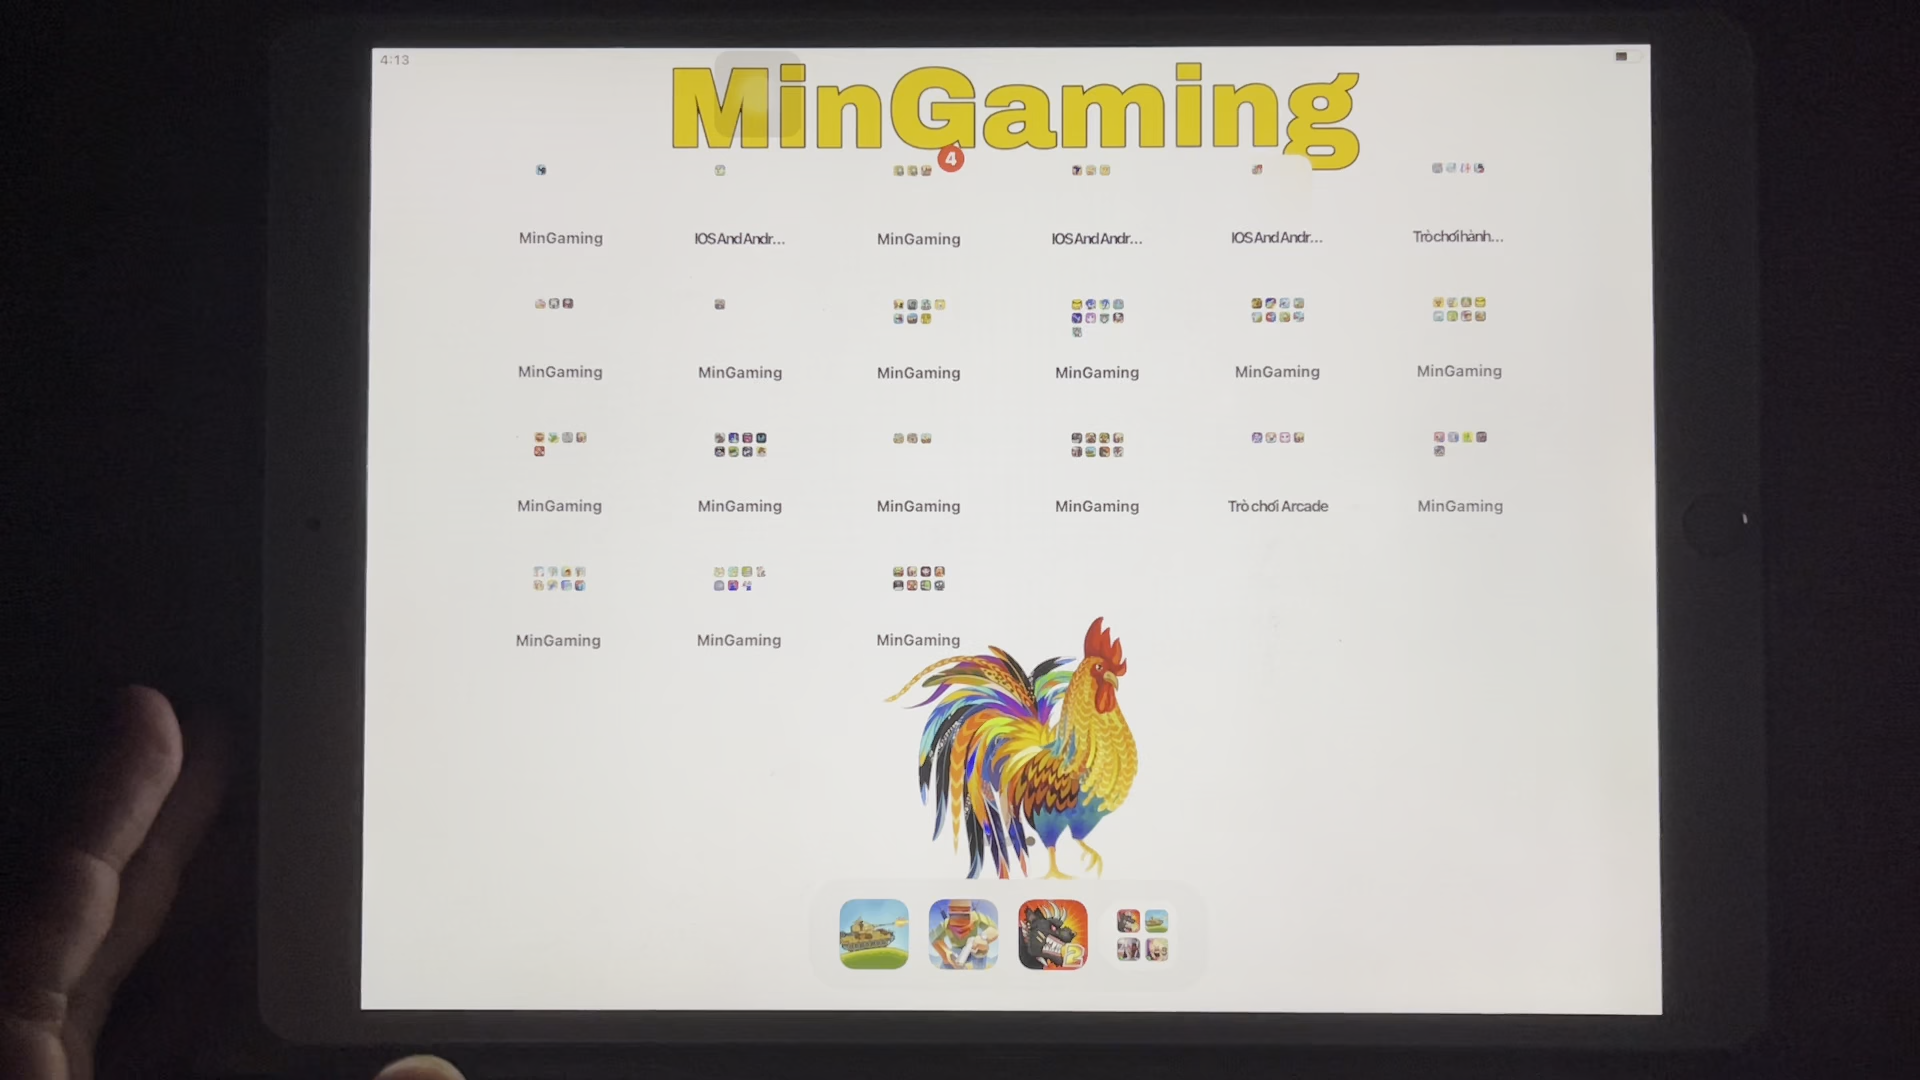 4:13
MinGaming
4
MinGaming IOS And Andr... MinGaming IOS And Andr... IOS And Andr... Trò chơi hành...
MinGaming MinGaming MinGaming MinGaming MinGaming MinGaming
MinGaming MinGaming MinGaming MinGaming Trò chơi Arcade MinGaming
MinGaming MinGaming MinGaming
2